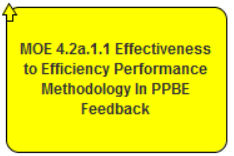 MOE 4.2a.1.1 Effectiveness
to Efficiency Performance
Methodology In PPBE
Feedback